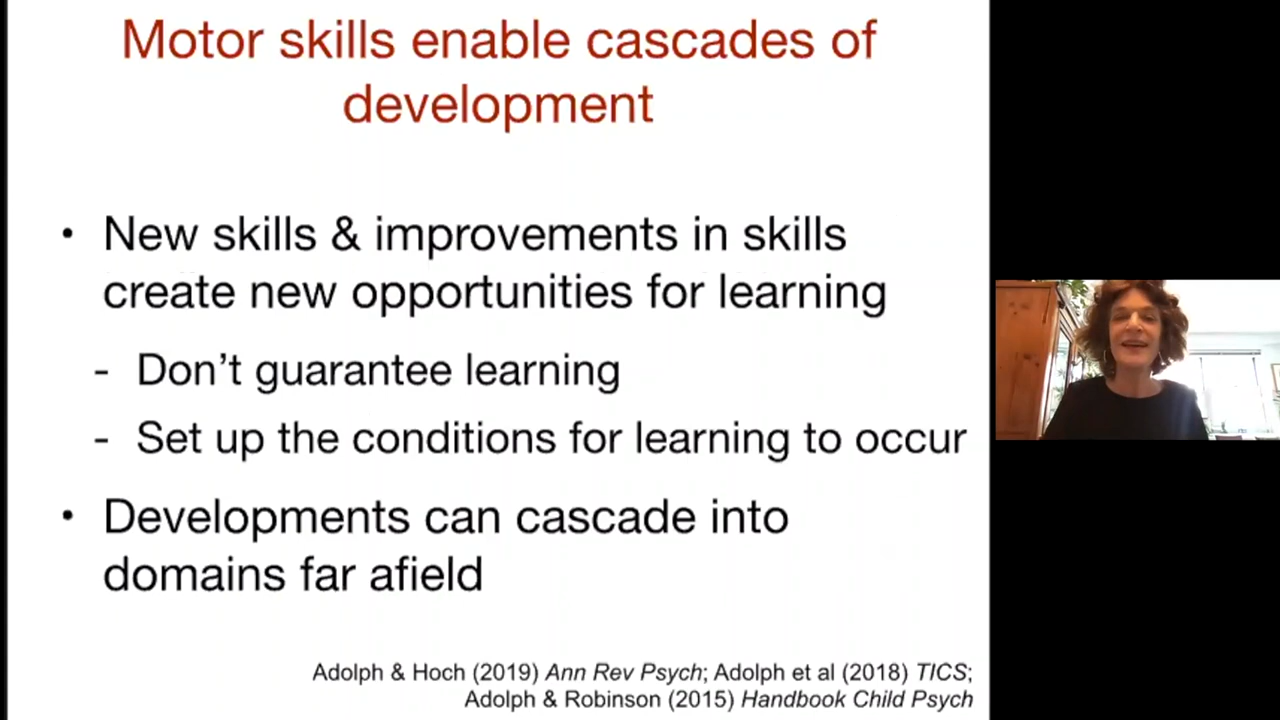 Motor skills enable cascades of
development
• New skills & improvements in skills
create new opportunities for learning
- Don’t guarantee learning
- Set up the conditions for learning to occur
• Developments can cascade into
domains far afield
Adolph & Hoch (2019) Ann Rev Psych; Adolph et al (2018) TICS;
Adolph & Robinson (2015) Handbook Child Psych